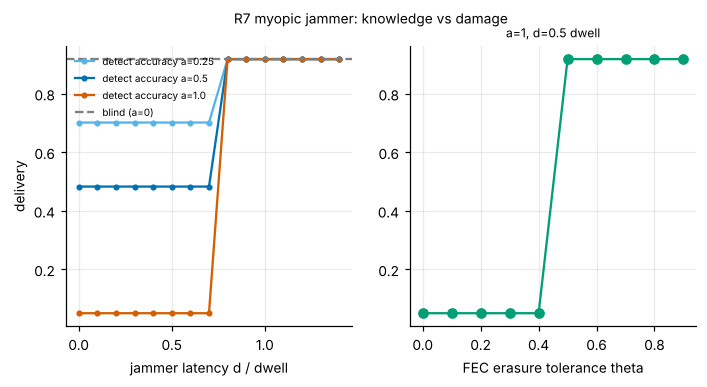 R7 myopic jammer: knowledge vs damage
a=1, d=0.5 dwell
detect accuracy a=0.25
detect accuracy a=0.5
detect accuracy a=1.0
blind (a=0)
delivery
0.8
0.6
0.4
0.2
0.0
0.5
1.0
jammer latency d / dwell
0.8
0.6
0.4
0.2
0.0
0.2
0.4
0.6
0.8
FEC erasure tolerance theta